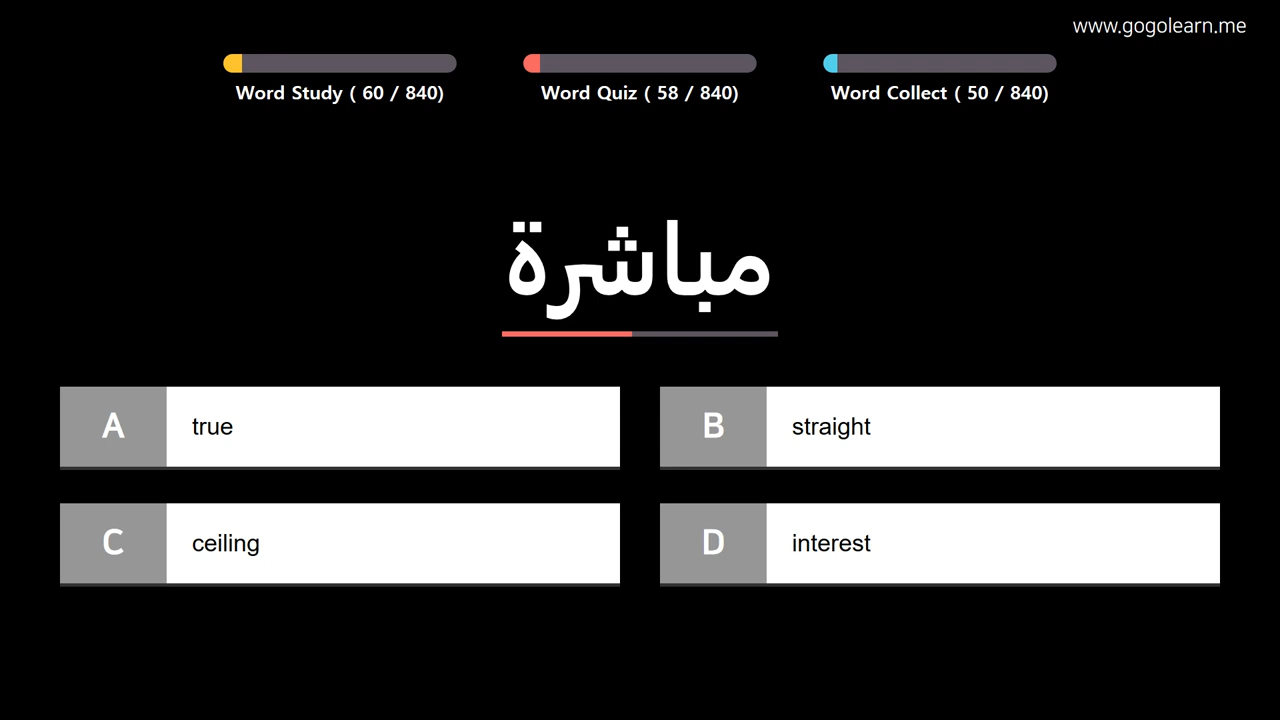 www.gogolearn.me
Word Study ( 60 / 840)
Word Quiz ( 58 / 840)
Word Collect ( 50 / 840)
مباشرة
A true
B straight
C ceiling
D interest